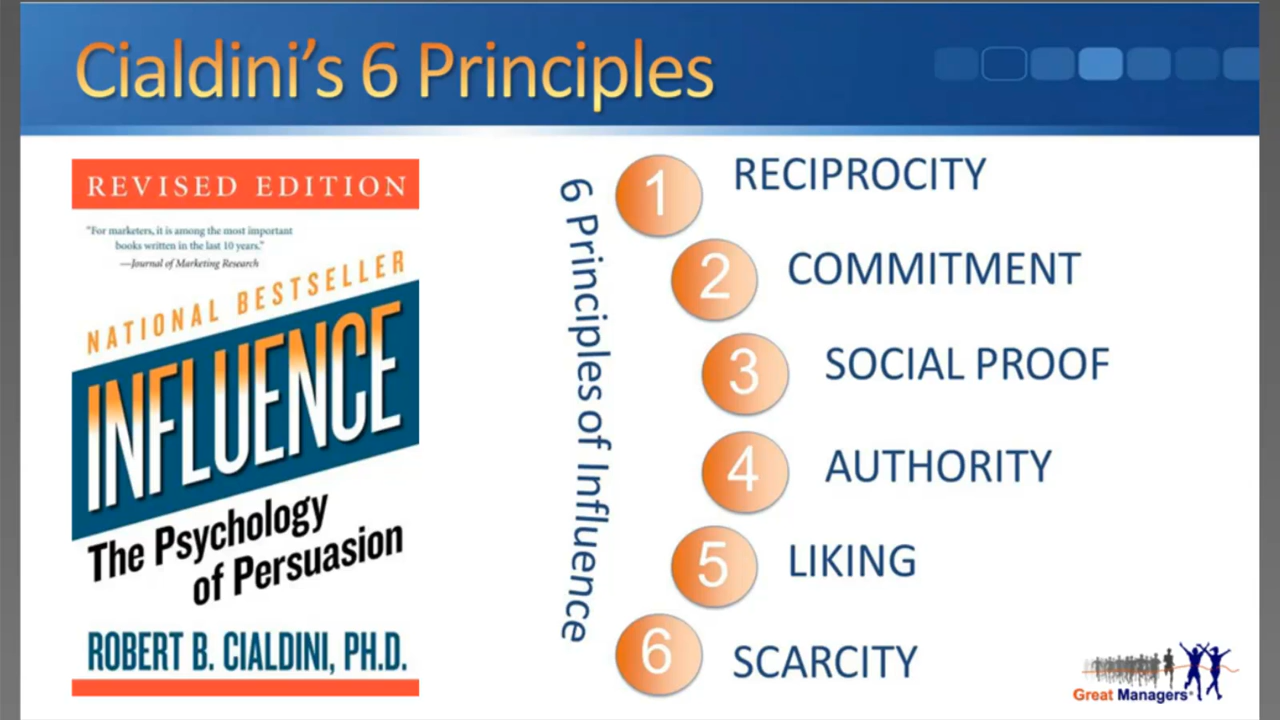 Cialdini's 6 Principles
REVISED EDITION
"For marketers, it is among the most important
books written in the last 10 years."
—Journal of Marketing Research
NATIONAL BESTSELLER
INFLUENCE
The Psychology
of Persuasion
ROBERT B. CIALDINI, PH.D.
6 Principles of Influence
1 RECIPROCITY
2 COMMITMENT
3 SOCIAL PROOF
4 AUTHORITY
5 LIKING
6 SCARCITY
Great Managers®